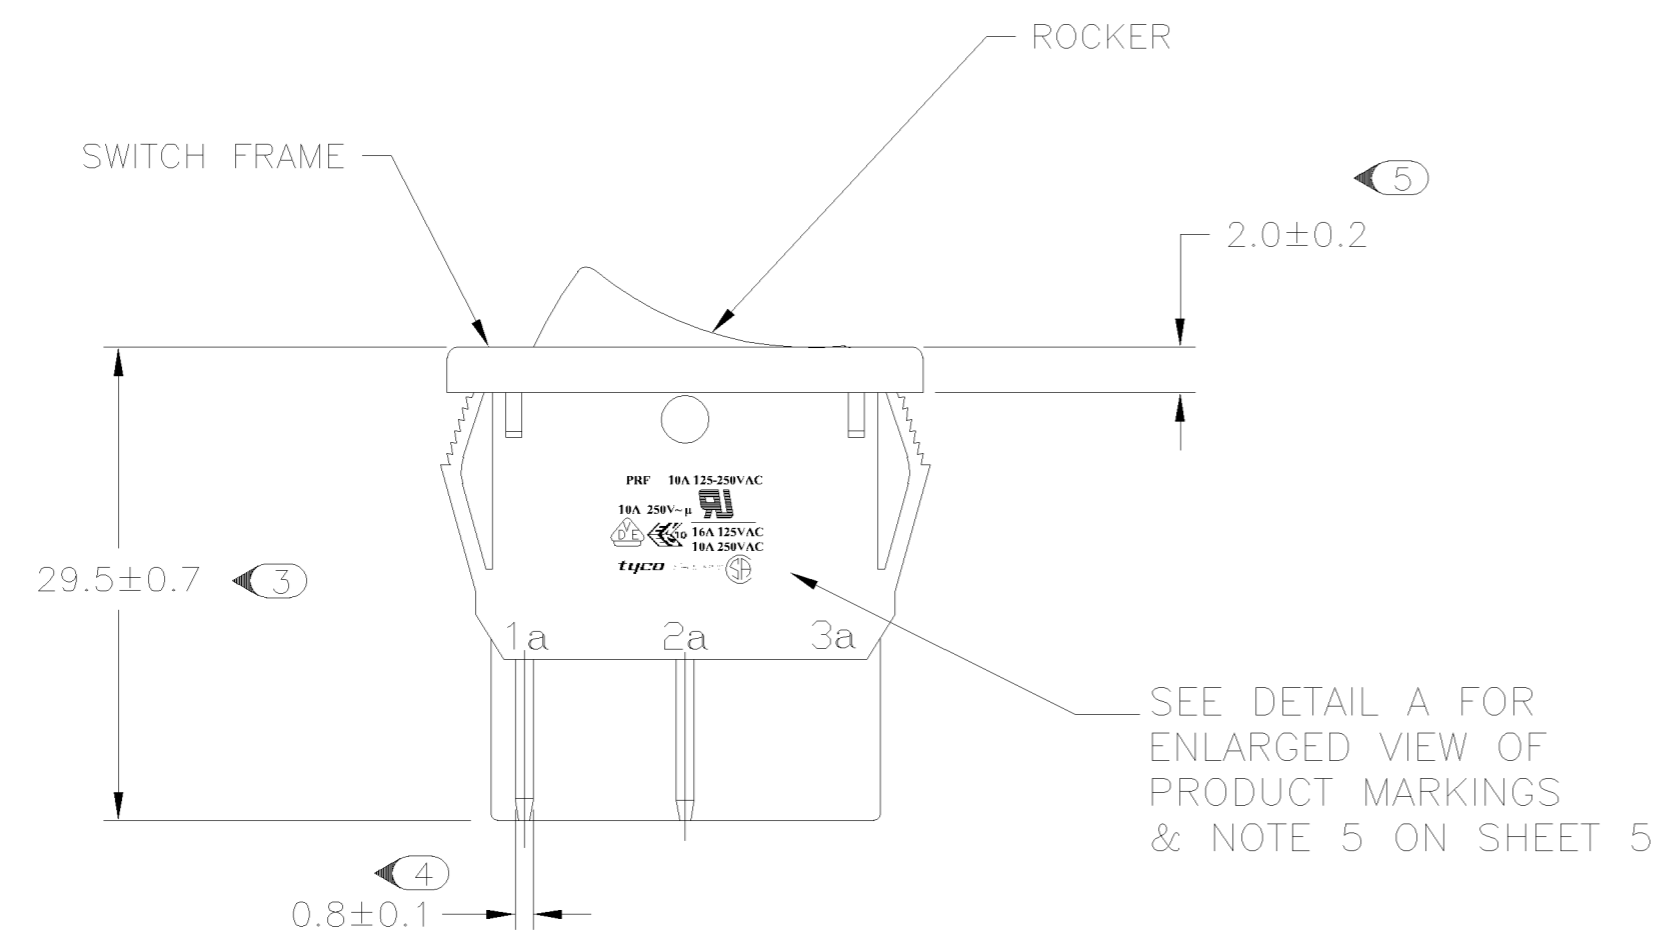 ROCKER
SWITCH FRAME
5
2.0±0.2
PRF 10A 125-250VAC
10A 250V~ µ
16A 125VAC
10A 250VAC
VDE
10
tyco
29.5±0.7
3
1a 2a 3a
SEE DETAIL A FOR
ENLARGED VIEW OF
PRODUCT MARKINGS
& NOTE 5 ON SHEET 5
4
0.8±0.1